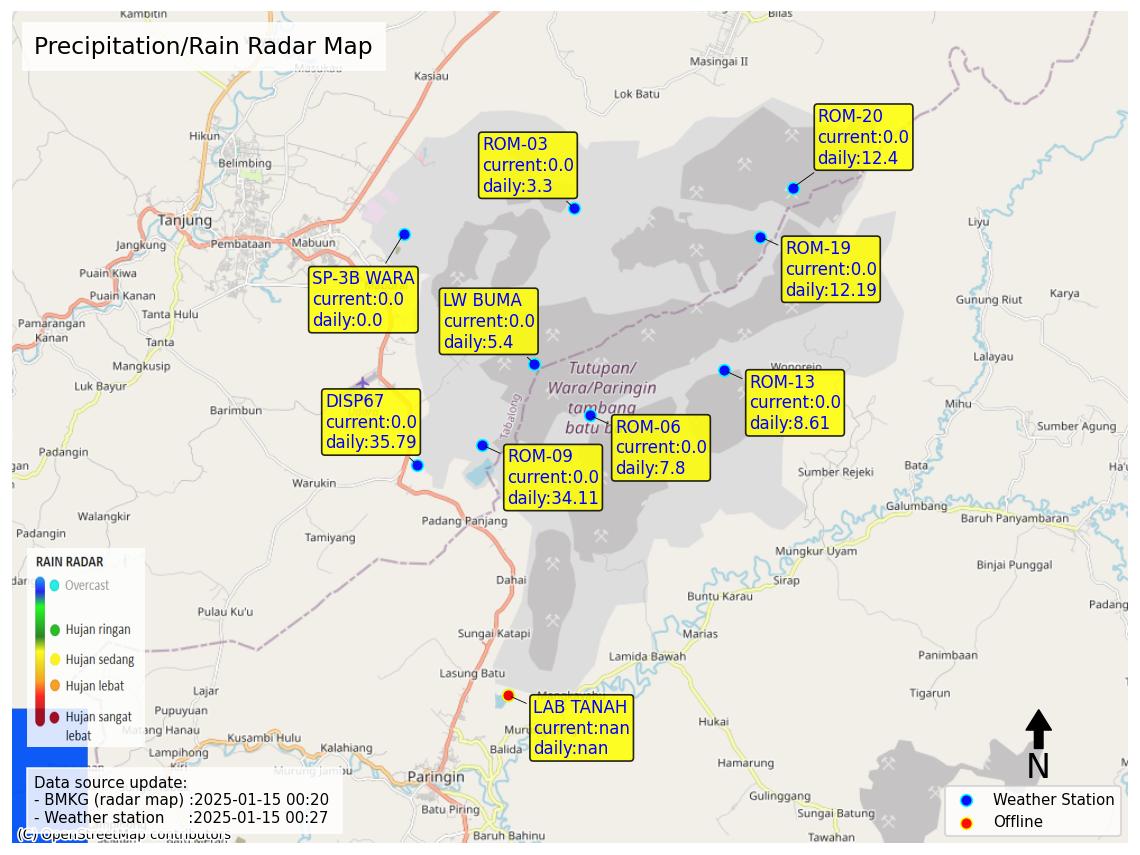 Kambitin
Bilas
Precipitation/Rain Radar Map
Masukau
Kasiau
Masingai II
Lok Batu
ROM-20
current:0.0
daily:12.4
Hikun
ROM-03
current:0.0
daily:3.3
Belimbing
Tanjung
Liyu
Jangkung
Pembataan
Mabuun
ROM-19
current:0.0
daily:12.19
Puain Kiwa
SP-3B WARA
current:0.0
daily:0.0
Puain Kanan
LW BUMA
current:0.0
daily:5.4
Gunung Riut
Karya
Tanta Hulu
Pamarangan
Kanan
Tanta
Mangkusip
Lalayau
Wonorejo
Tutupan/
Wara/Paringin
tambang
batu b
Luk Bayur
ROM-13
current:0.0
daily:8.61
DISP67
current:0.0
daily:35.79
Barimbun
Tabalong
Mihu
ROM-06
current:0.0
daily:7.8
Sumber Agung
ROM-09
current:0.0
daily:34.11
gan
Bata
Sumber Rejeki
Warukin
Galumbang
Walangkir
Padang Panjang
Baruh Panyambaran
Padangin
Tamiyang
Mungkur Uyam
Binjai Punggal
RAIN RADAR
Overcast
Hujan ringan
Hujan sedang
Hujan lebat
Hujan sangat
lebat
Dahai
Sirap
Buntu Karau
Padang
Pulau Ku'u
Sungai Katapi
Marias
Lamida Bawah
Panimbaan
Lasung Batu
Lajar
Tigarun
LAB TANAH
current:nan
daily:nan
Pupuyuan
Matang Hanau
Muru
Hukai
Kusambi Hulu
Kalahiang
Balida
Lampihong
Hamarung
N
Murung Jambu
Paringin
Data source update:
- BMKG (radar map) :2025-01-15 00:20
- Weather station :2025-01-15 00:27
Gulinggang
Weather Station
Offline
Batu Piring
Sungai Batung
(C) OpenStreetMap contributors
Baruh Bahinu
Tawahan